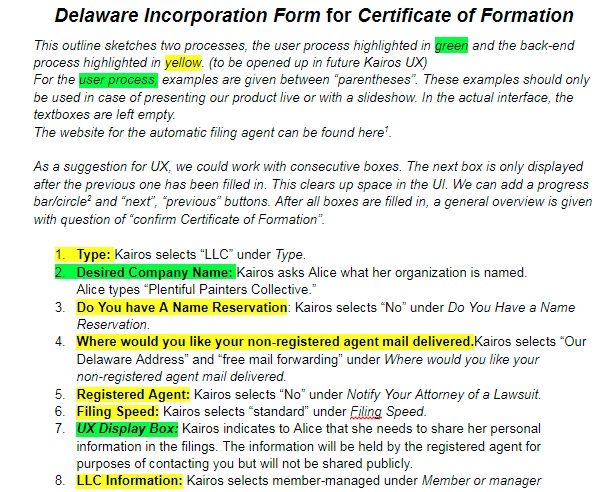 Delaware Incorporation Form for Certificate of Formation
This outline sketches two processes, the user process highlighted in green and the back-end
process highlighted in yellow. (to be opened up in future Kairos UX)
For the user process, examples are given between “parentheses”. These examples should only
be used in case of presenting our product live or with a slideshow. In the actual interface, the
textboxes are left empty.
The website for the automatic filing agent can be found here¹.
As a suggestion for UX, we could work with consecutive boxes. The next box is only displayed
after the previous one has been filled in. This clears up space in the UI. We can add a progress
bar/circle² and “next”, “previous” buttons. After all boxes are filled in, a general overview is given
with question of “confirm Certificate of Formation”.
1. Type: Kairos selects “LLC” under Type.
2. Desired Company Name: Kairos asks Alice what her organization is named.
Alice types “Plentiful Painters Collective.”
3. Do You have A Name Reservation: Kairos selects “No” under Do You Have a Name
Reservation.
4. Where would you like your non-registered agent mail delivered.Kairos selects “Our
Delaware Address” and “free mail forwarding” under Where would you like your
non-registered agent mail delivered.
5. Registered Agent: Kairos selects “No” under Notify Your Attorney of a Lawsuit.
6. Filing Speed: Kairos selects “standard” under Filing Speed.
7. UX Display Box: Kairos indicates to Alice that she needs to share her personal
information in the filings. The information will be held by the registered agent for
purposes of contacting you but will not be shared publicly.
8. LLC Information: Kairos selects member-managed under Member or manager